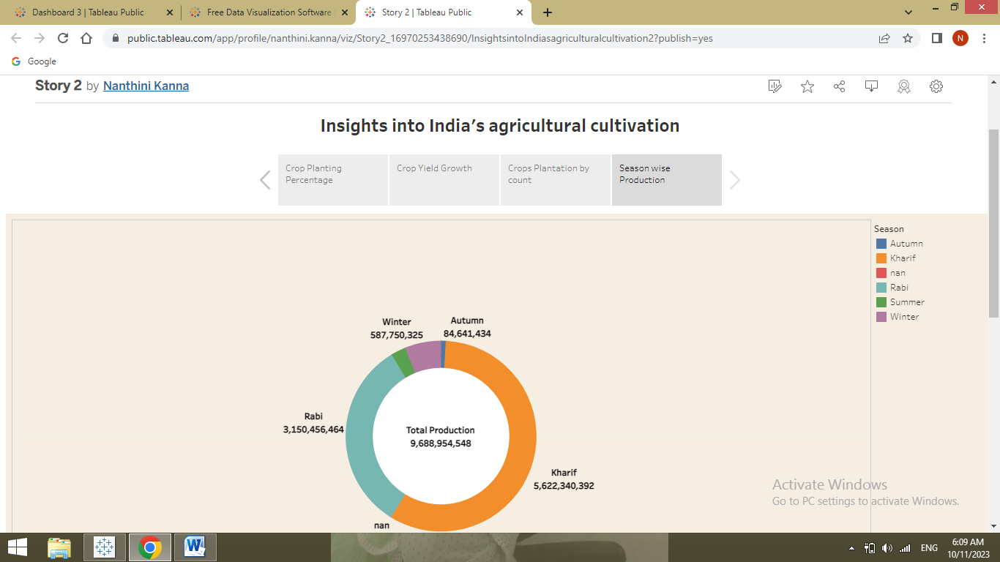 Dashboard 3 | Tableau Public
Free Data Visualization Software
Story 2 | Tableau Public
public.tableau.com/app/profile/nanthini.kanna/viz/Story2_16970253438690/InsightsintoIndiasagriculturalcultivation2?publish=yes
N
Google
Story 2 by Nanthini Kanna
Insights into India's agricultural cultivation
Crop Planting
Percentage
Crop Yield Growth
Crops Plantation by
count
Season wise
Production
Season
Autumn
Kharif
nan
Rabi
Summer
Winter
Winter
587,750,325
Autumn
84,641,434
Rabi
3,150,456,464
Total Production
9,688,954,548
Kharif
5,622,340,392
nan
Activate Windows
Go to PC settings to activate Windows.
ENG
6:09 AM
10/11/2023